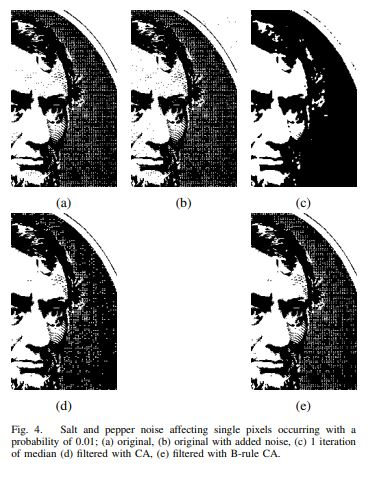 (a)
(b)
(c)
(d)
(e)
Fig. 4. Salt and pepper noise affecting single pixels occurring with a
probability of 0.01; (a) original, (b) original with added noise, (c) 1 iteration
of median (d) filtered with CA, (e) filtered with B-rule CA.